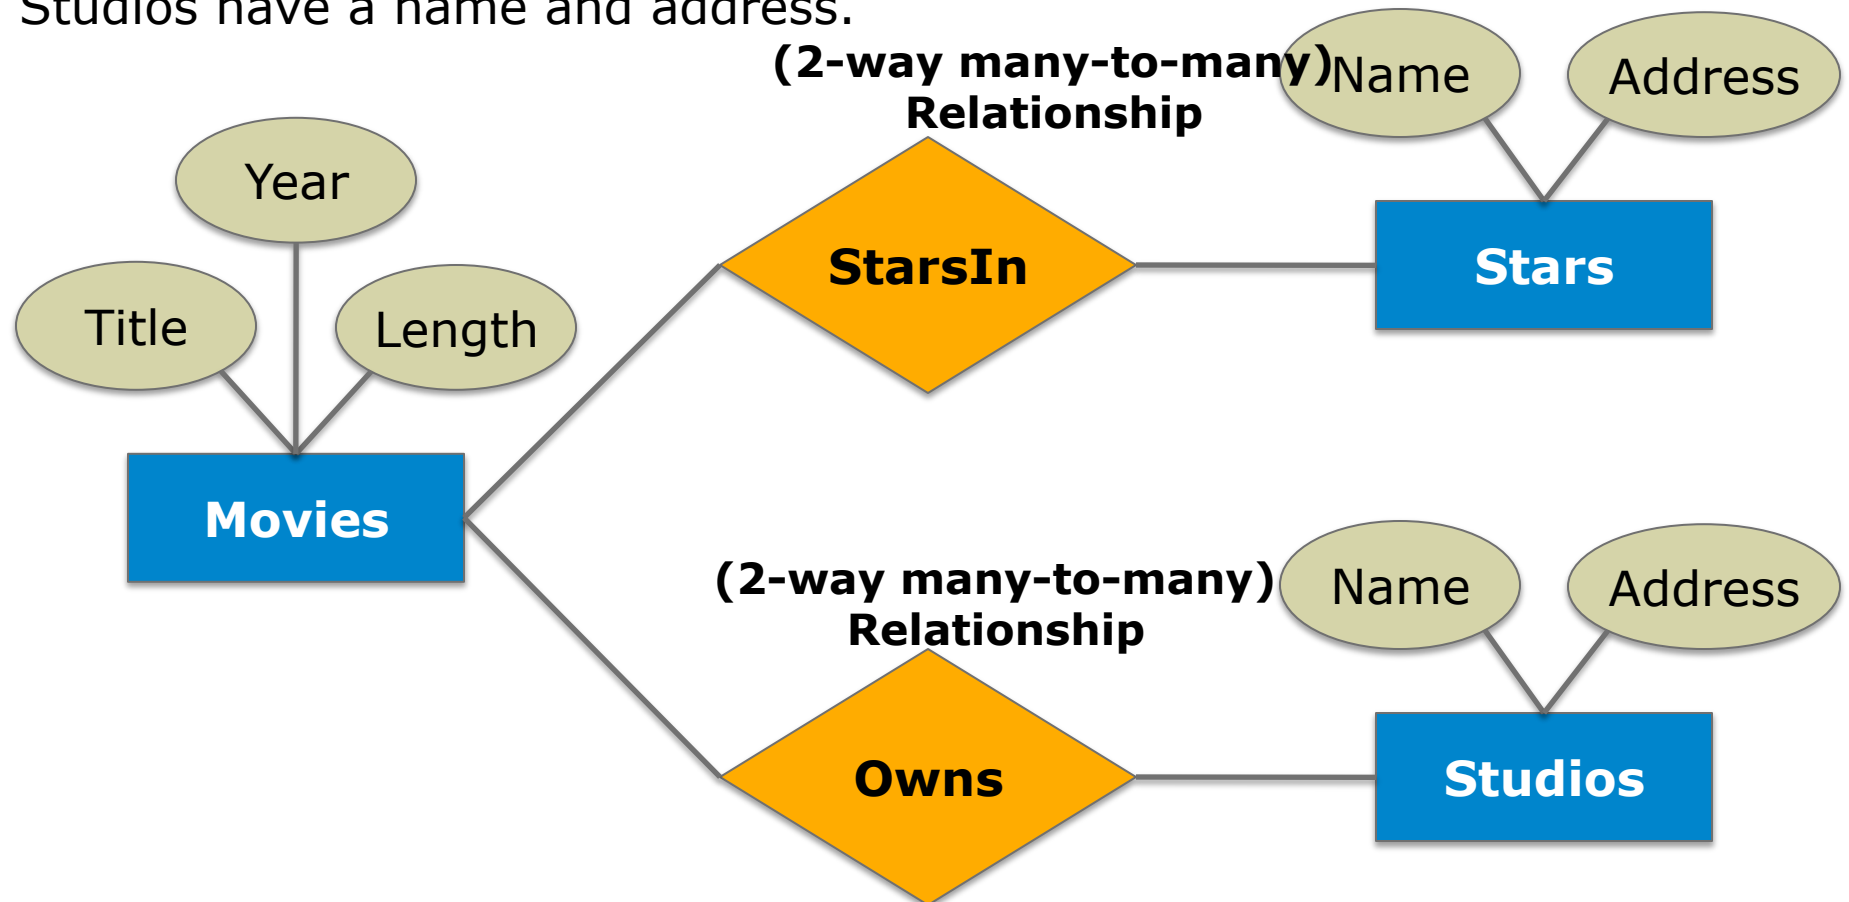 Studios have a name and address.
(2-way many-to-many)
Relationship
Name
Address
Year
StarsIn
Stars
Title
Length
Movies
(2-way many-to-many)
Relationship
Name
Address
Owns
Studios